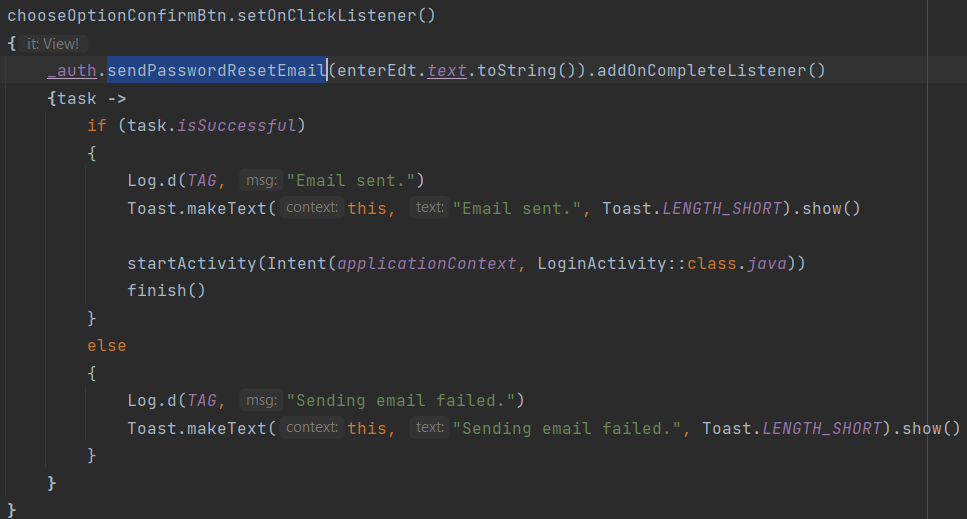 chooseOptionConfirmBtn.setOnClickListener()
{ it: View!
    _auth.sendPasswordResetEmail(enterEdt.text.toString()).addOnCompleteListener()
    {task ->
        if (task.isSuccessful)
        {
            Log.d(TAG, msg: "Email sent.")
            Toast.makeText( context: this, text: "Email sent.", Toast.LENGTH_SHORT).show()

            startActivity(Intent(applicationContext, LoginActivity::class.java))
            finish()
        }
        else
        {
            Log.d(TAG, msg: "Sending email failed.")
            Toast.makeText( context: this, text: "Sending email failed.", Toast.LENGTH_SHORT).show()
        }
    }
}